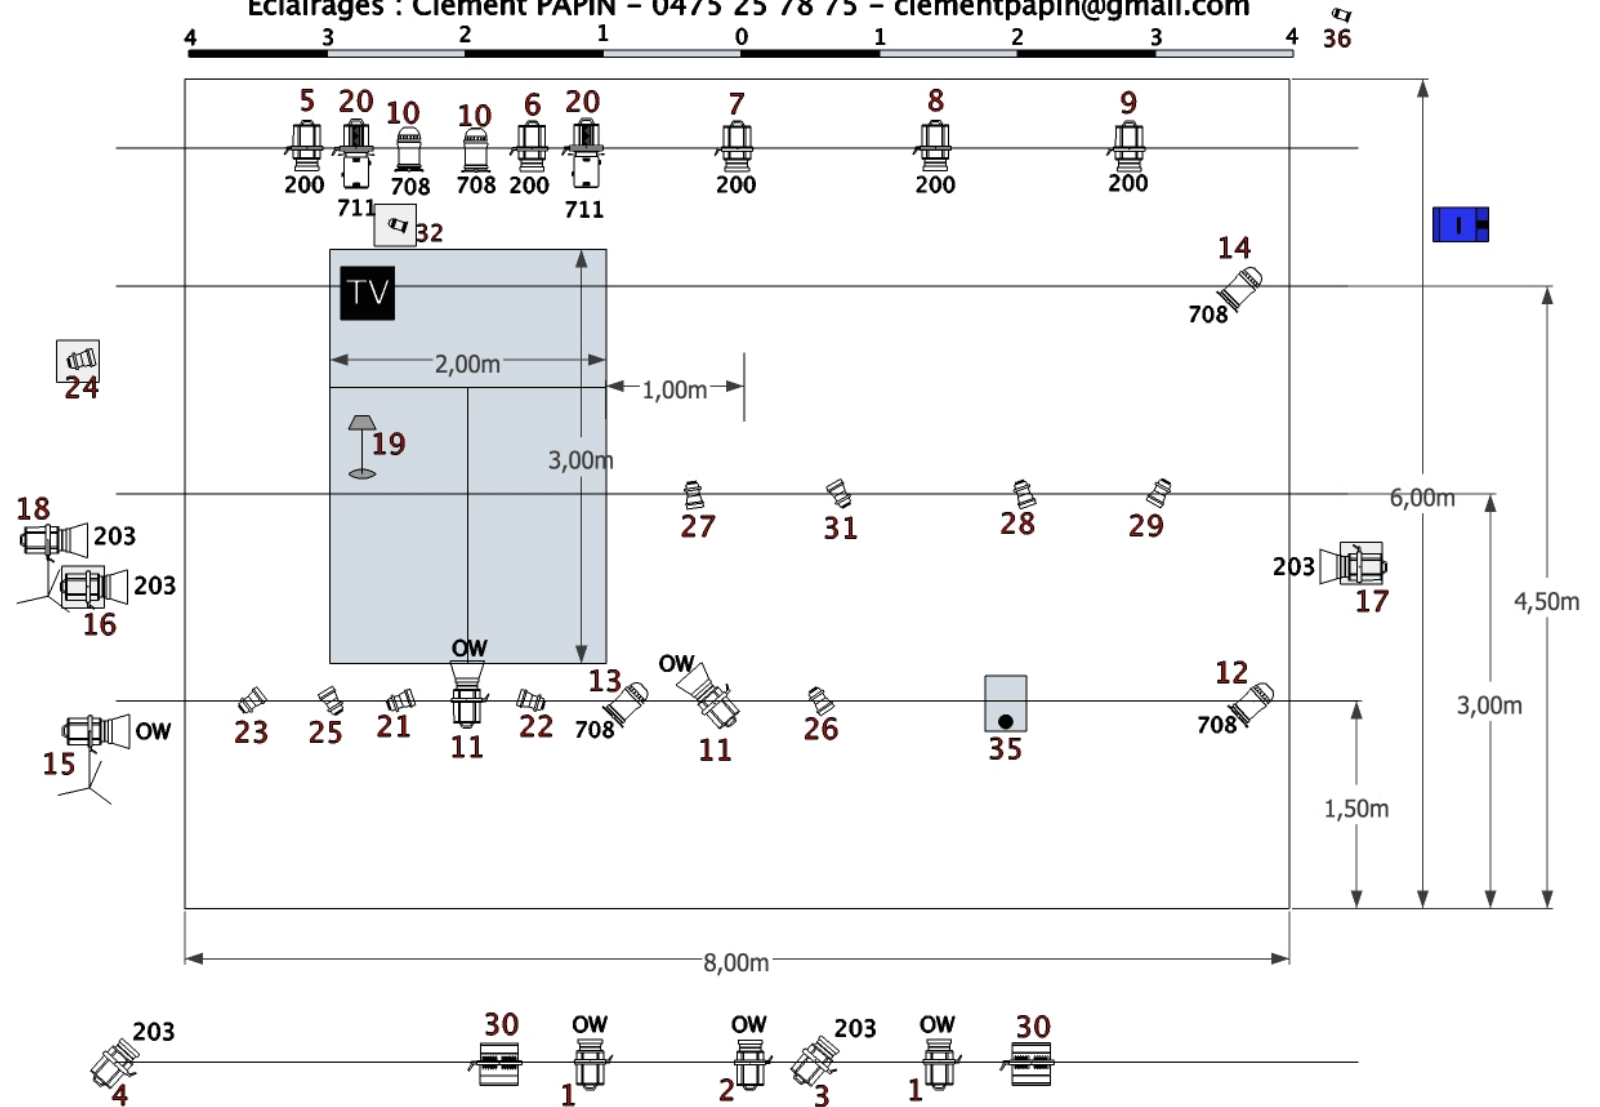 Eclairages : Clément PAPIN – 0475 25 78 75 – clementpapin@gmail.com
36
4 3 2 1 0 1 2 3 4
5 20 10 10 6 20 7 8 9
200 708 708 200 200 200 200
711 711
32
14
TV
708
2,00m
1,00m
24
19
3,00m
18
203
27 31 28 29
6,00m
203
16
203
17
4,50m
OW
OW
13
12
3,00m
23 25 21 11 22
708
11
26
35
708
OW
15
1,50m
8,00m
203
30
OW
OW
203
OW
30
4
1
2
3
1